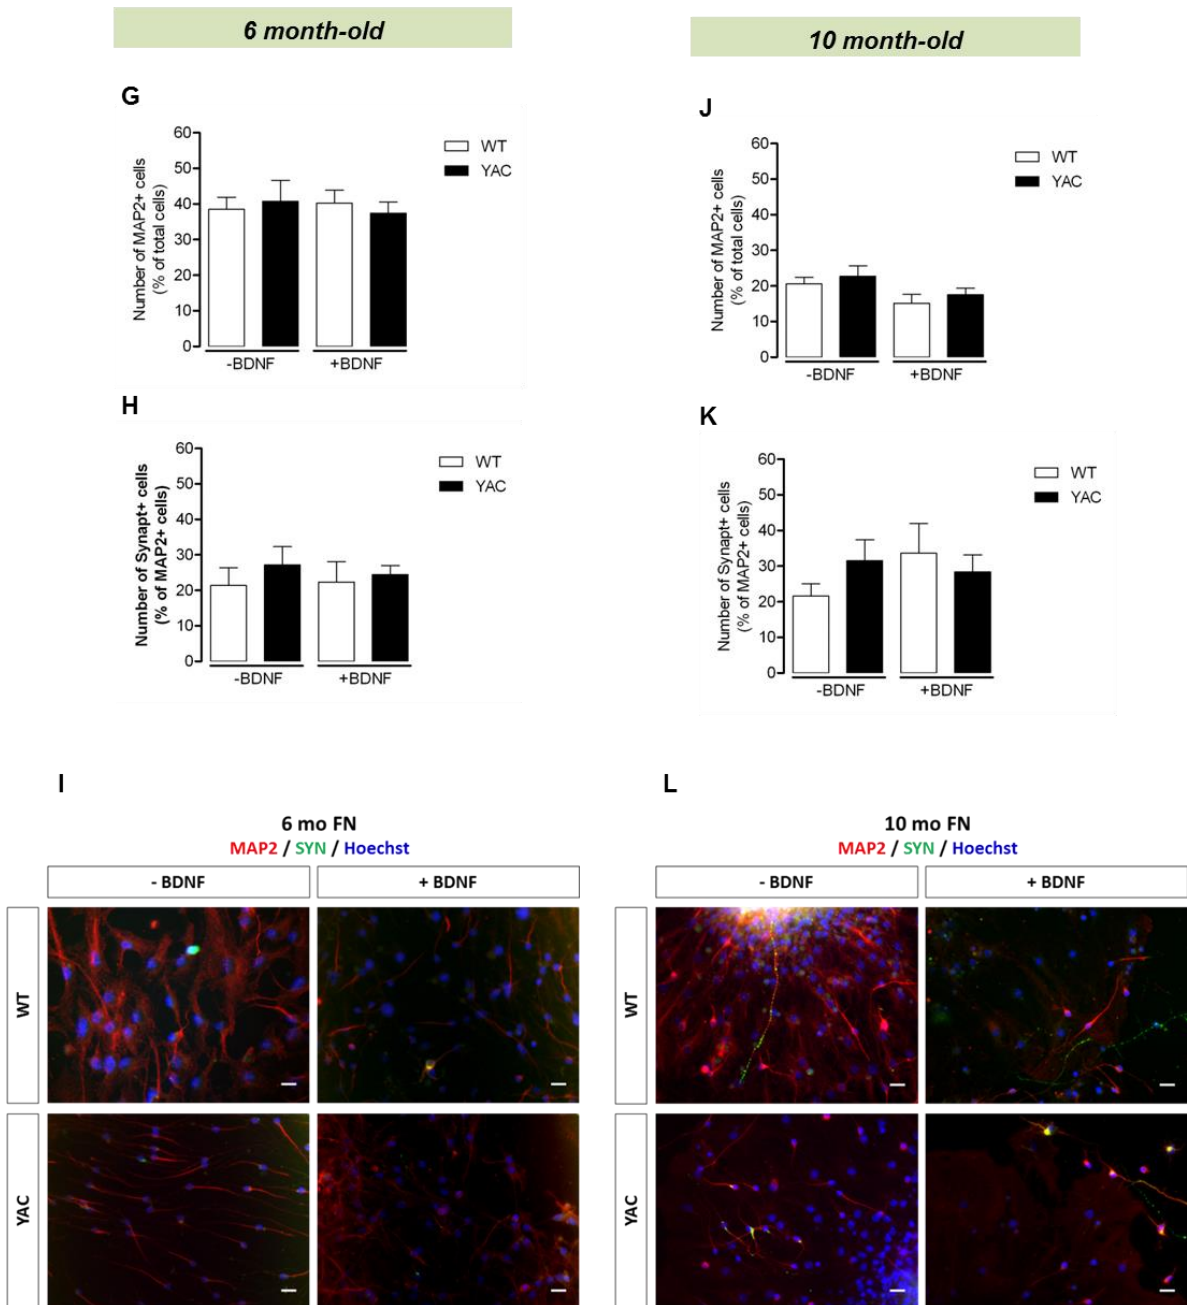 6 month-old
10 month-old
G
Number of MAP2+ cells
(% of total cells)
60
50
40
30
20
10
0
WT
YAC
-BDNF
+BDNF
J
Number of MAP2+ cells
(% of total cells)
60
50
40
30
20
10
0
WT
YAC
-BDNF
+BDNF
H
Number of Synapt+ cells
(% of MAP2+ cells)
60
50
40
30
20
10
0
WT
YAC
-BDNF
+BDNF
K
Number of Synapt+ cells
(% of MAP2+ cells)
60
50
40
30
20
10
0
WT
YAC
-BDNF
+BDNF
I
6 mo FN
MAP2 / SYN / Hoechst
- BDNF
+ BDNF
WT
YAC
L
10 mo FN
MAP2 / SYN / Hoechst
- BDNF
+ BDNF
WT
YAC